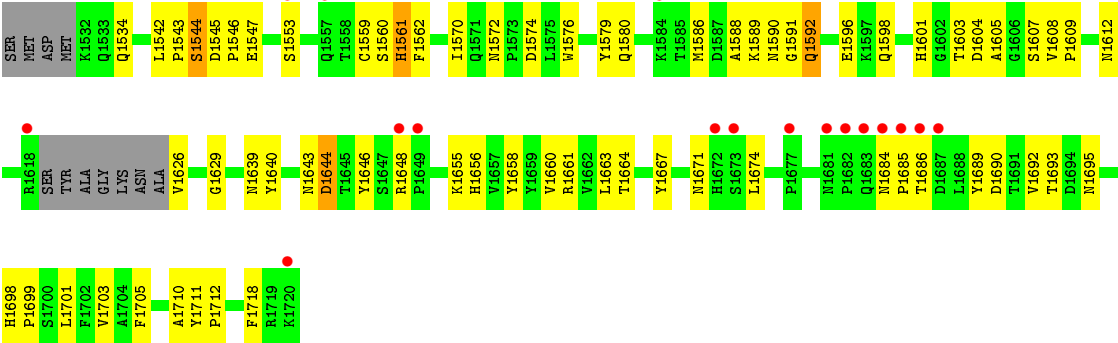 SER MET ASP MET K1532 Q1533 Q1534 L1542 P1543 S1544 D1545 P1546 E1547 S1553 Q1557 T1558 C1559 S1560 H1561 F1562 I1570 Q1571 N1572 P1573 D1574 L1575 W1576 Y1579 Q1580 K1584 T1585 M1586 D1587 A1588 K1589 N1590 G1591 Q1592 E1596 K1597 Q1598 H1601 G1602 T1603 D1604 A1605 G1606 S1607 V1608 P1609 N1612
R1618 SER TYR ALA GLY LYS ASN ALA V1626 G1629 N1639 Y1640 N1643 D1644 T1645 Y1646 S1647 R1648 P1649 K1655 H1656 V1657 Y1658 Y1659 V1660 R1661 V1662 L1663 T1664 Y1667 N1671 H1672 S1673 L1674 P1677 N1681 P1682 Q1683 N1684 P1685 T1686 D1687 L1688 S1689 D1690 T1691 V1692 T1693 D1694 N1695
H1698 P1699 S1700 L1701 F1702 V1703 A1704 F1705 A1710 Y1711 P1712 F1718 R1719 K1720